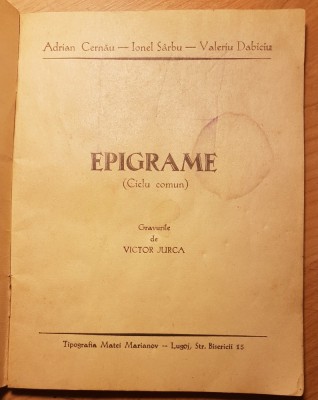 Adrian Cernău — Ionel Sârbu — Valeriu Dabiciu
EPIGRAME
(Ciclu comun)
Gravurile
de
VICTOR JURCA
Tipografia Matei Marianov — Lugoj, Str. Bisericii 15